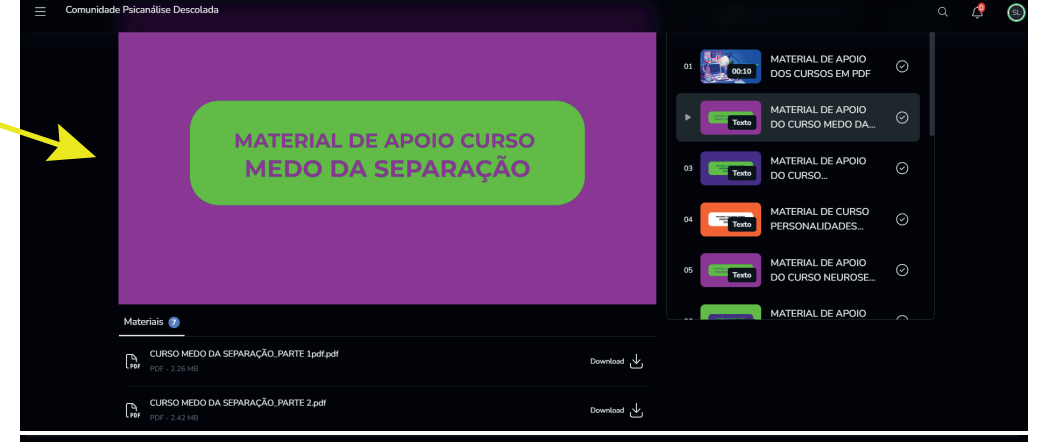 Comunidade Psicanálise Descolada
SL
MATERIAL DE APOIO CURSO
MEDO DA SEPARAÇÃO
Materiais 7
CURSO MEDO DA SEPARAÇÃO_PARTE 1pdf.pdf
PDF - 2.26 MB
Download
CURSO MEDO DA SEPARAÇÃO_PARTE 2.pdf
PDF - 2.42 MB
Download
01
00:10
MATERIAL DE APOIO
DOS CURSOS EM PDF
Texto
MATERIAL DE APOIO
DO CURSO MEDO DA...
03
Texto
MATERIAL DE APOIO
DO CURSO...
04
Texto
MATERIAL DE CURSO
PERSONALIDADES...
05
Texto
MATERIAL DE APOIO
DO CURSO NEUROSE...
MATERIAL DE APOIO